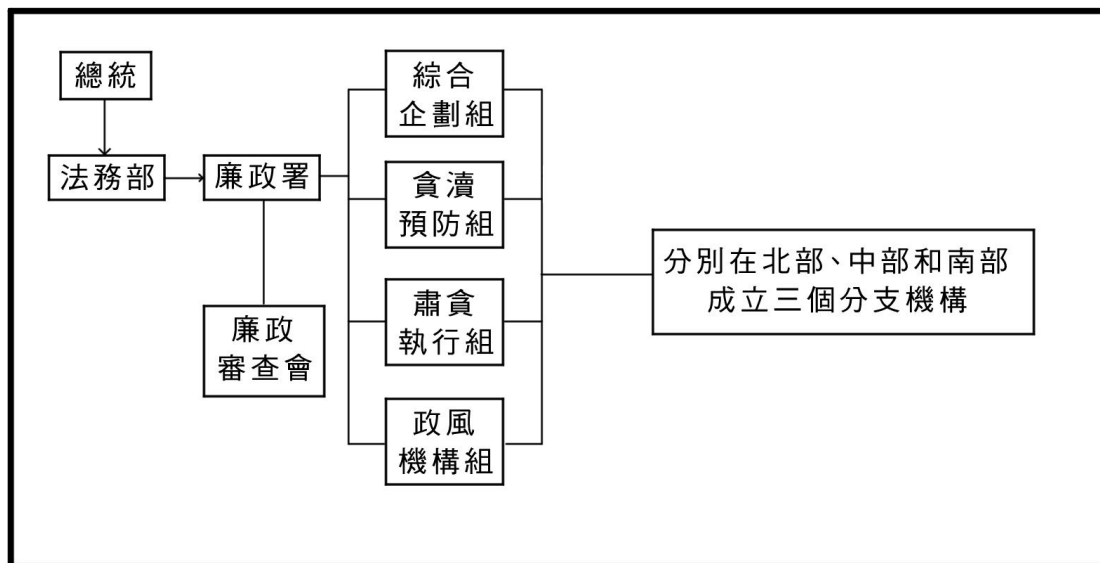 總統
法務部
廉政署
廉政
審查會
綜合
企劃組
貪瀆
預防組
肅貪
執行組
政風
機構組
分別在北部、中部和南部
成立三個分支機構